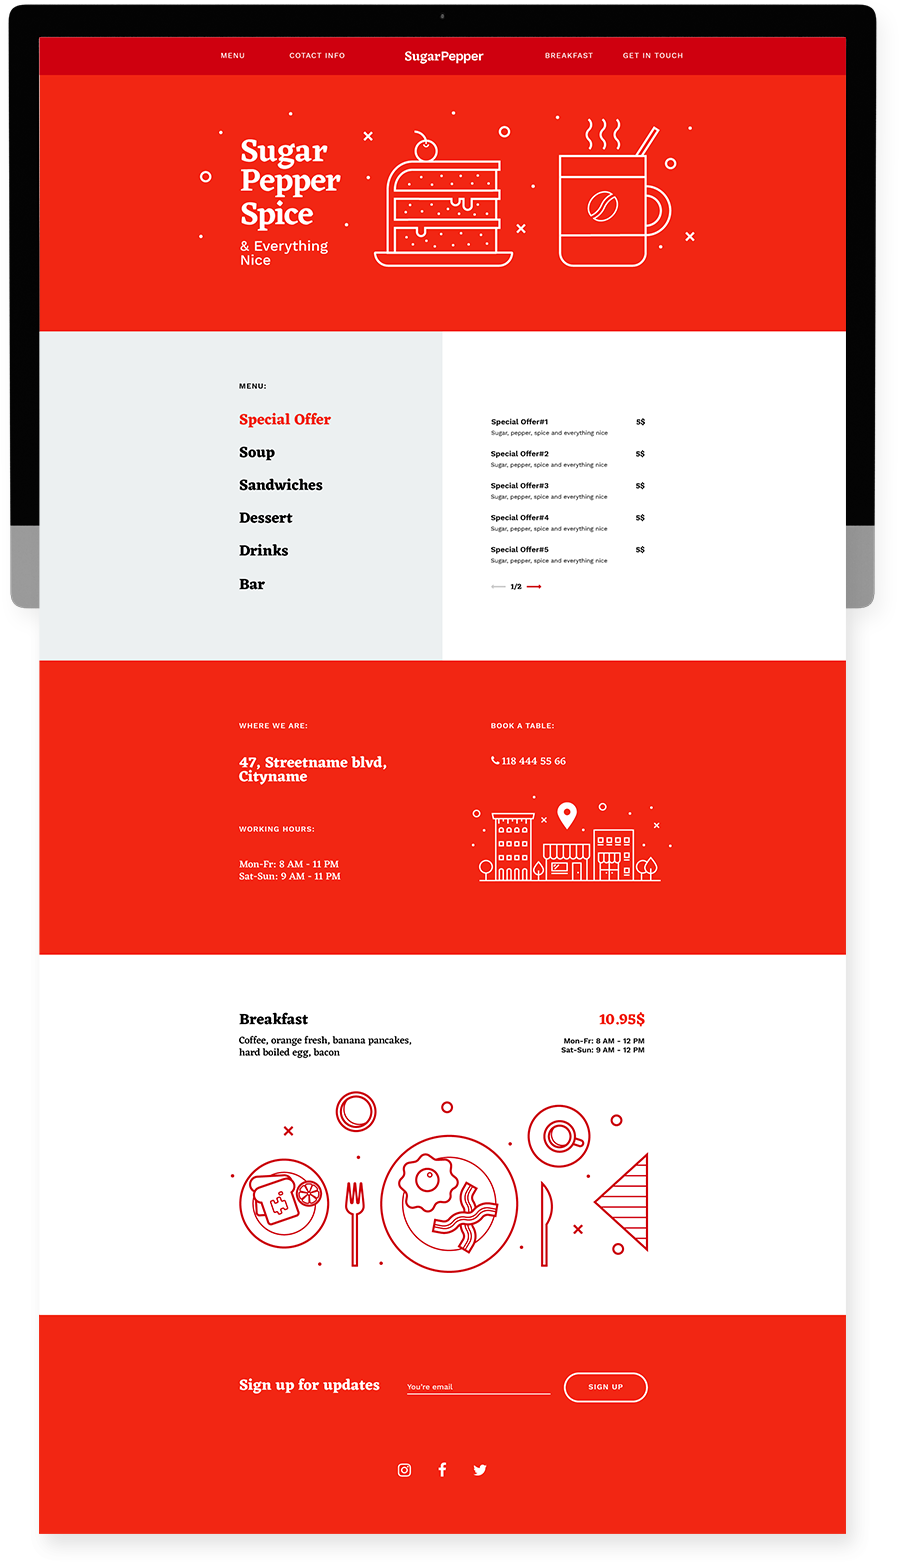 MENU
COTACT INFO
SugarPepper
BREAKFAST
GET IN TOUCH
Sugar
Pepper
Spice
& Everything
Nice
MENU:
Special Offer
Soup
Sandwiches
Dessert
Drinks
Bar
Special Offer#1 5$
Sugar, pepper, spice and everything nice
Special Offer#2 5$
Sugar, pepper, spice and everything nice
Special Offer#3 5$
Sugar, pepper, spice and everything nice
Special Offer#4 5$
Sugar, pepper, spice and everything nice
Special Offer#5 5$
Sugar, pepper, spice and everything nice
1/2
WHERE WE ARE:
47, Streetname blvd,
Cityname
WORKING HOURS:
Mon-Fr: 8 AM - 11 PM
Sat-Sun: 9 AM - 11 PM
BOOK A TABLE:
118 444 55 66
Breakfast
Coffee, orange fresh, banana pancakes,
hard boiled egg, bacon
10.95$
Mon-Fr: 8 AM - 12 PM
Sat-Sun: 9 AM - 12 PM
Sign up for updates
You're email
SIGN UP